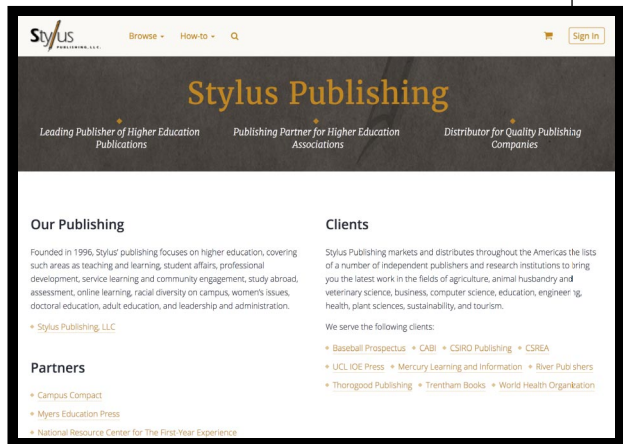 Stylus
PUBLISHING, LLC.
Browse
How-to
Sign In
Stylus Publishing
Leading Publisher of Higher Education
Publications
Publishing Partner for Higher Education
Associations
Distributor for Quality Publishing
Companies
Our Publishing
Founded in 1996, Stylus' publishing focuses on higher education, covering
such areas as teaching and learning, student affairs, professional
development, service learning and community engagement, study abroad,
assessment, online learning, racial diversity on campus, women's issues,
doctoral education, adult education, and leadership and administration.
Stylus Publishing, LLC
Partners
Campus Compact
Myers Education Press
National Resource Center for The First-Year Experience
Clients
Stylus Publishing markets and distributes throughout the Americas the lists
of a number of independent publishers and research institutions to bring
you the latest work in the fields of agriculture, animal husbandry and
veterinary science, business, computer science, education, engineering,
health, plant sciences, sustainability, and tourism.
We serve the following clients:
Baseball Prospectus CABI CSIRO Publishing CSREA
UCL IOE Press Mercury Learning and Information River Publishers
Thorogood Publishing Trentham Books World Health Organization